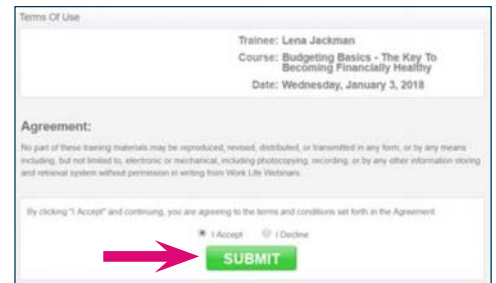 Terms Of Use
Trainee: Lena Jackman
Course: Budgeting Basics - The Key To
Becoming Financially Healthy
Date: Wednesday, January 3, 2018
Agreement:
No part of these training materials may be reproduced, revised, distributed, or transmitted in any form, or by any means
including, but not limited to, electronic or mechanical, including photocopying, recording, or by any other information storing
and retrieval system without permission in writing from Work Life Webinars.
By clicking "I Accept" and continuing, you are agreeing to the terms and conditions set forth in the Agreement
I Accept I Decline
SUBMIT